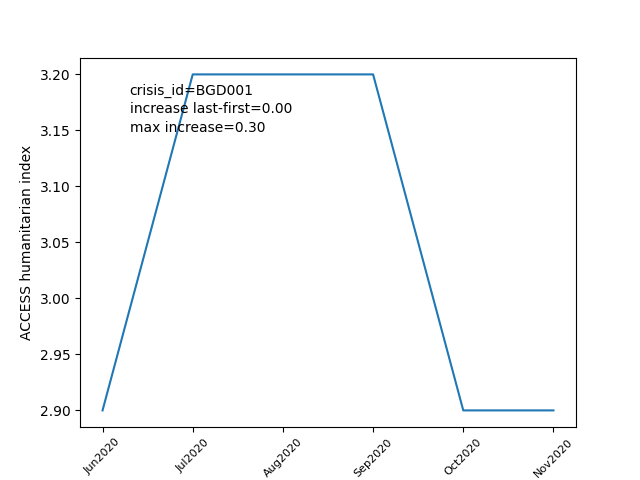 crisis_id=BGD001
increase last-first=0.00
max increase=0.30
ACCESS humanitarian index
3.20
3.15
3.10
3.05
3.00
2.95
2.90
Jun2020
Jul2020
Aug2020
Sep2020
Oct2020
Nov2020